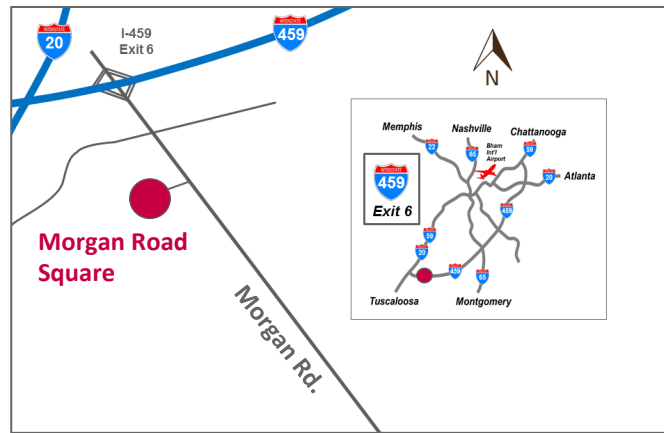 INTERSTATE
20
I-459
Exit 6
INTERSTATE
459
N
Morgan Road
Square
Morgan Rd.
Memphis
Nashville
Chattanooga
Bham
Int'l
Airport
22
65
59
INTERSTATE
459
Exit 6
Atlanta
20
459
59
20
459
65
Tuscaloosa
Montgomery